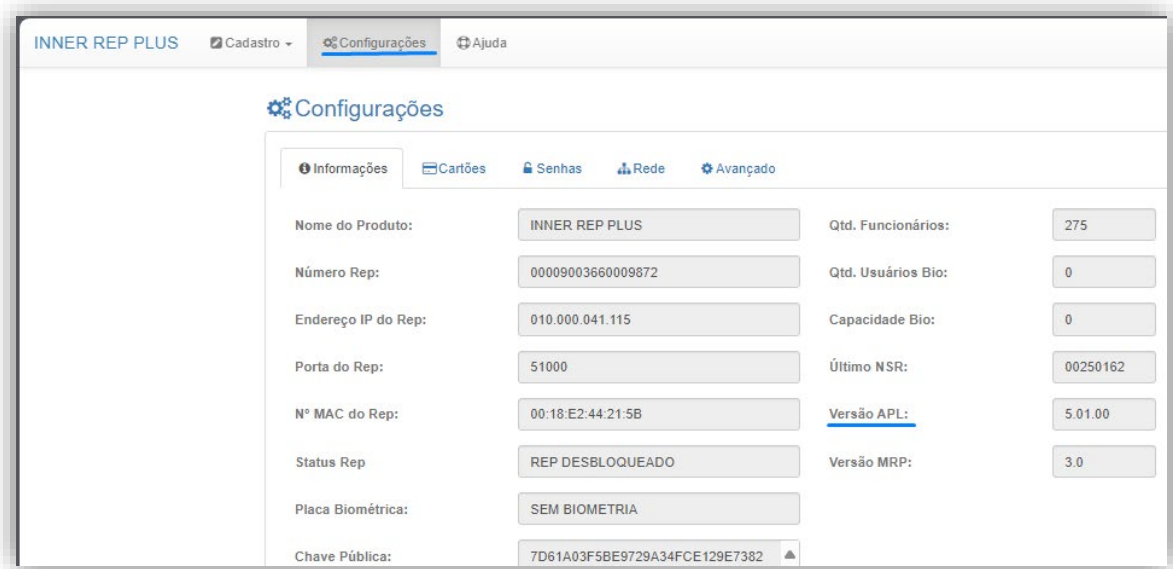 INNER REP PLUS Cadastro Configurações Ajuda
Configurações
Informações Cartões Senhas Rede Avançado
Nome do Produto: INNER REP PLUS Qtd. Funcionários: 275
Número Rep: 00009003660009872 Qtd. Usuários Bio: 0
Endereço IP do Rep: 010.000.041.115 Capacidade Bio: 0
Porta do Rep: 51000 Último NSR: 00250162
Nº MAC do Rep: 00:18:E2:44:21:5B Versão APL: 5.01.00
Status Rep REP DESBLOQUEADO Versão MRP: 3.0
Placa Biométrica: SEM BIOMETRIA
Chave Pública: 7D61A03F5BE9729A34FCE129E7382